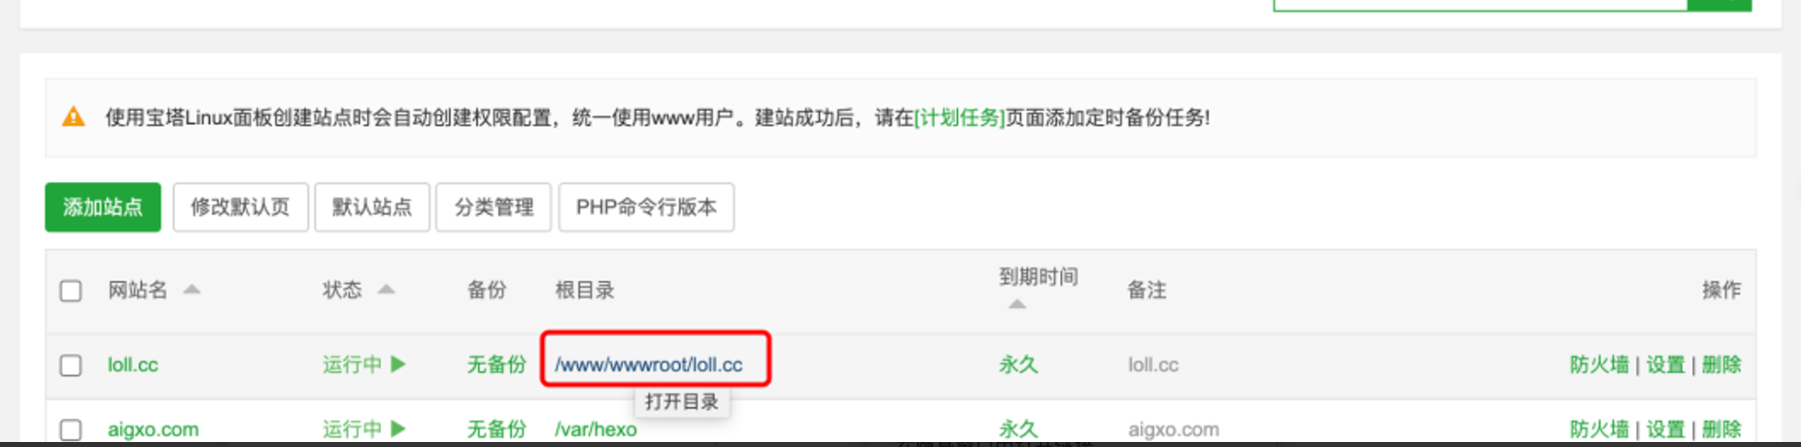 使用宝塔Linux面板创建站点时会自动创建权限配置，统一使用www用户。建站成功后，请在[计划任务]页面添加定时备份任务!
添加站点 修改默认页 默认站点 分类管理 PHP命令行版本
网站名 状态 备份 根目录 到期时间 备注 操作
loll.cc 运行中 无备份 /www/wwwroot/loll.cc 永久 loll.cc 防火墙 | 设置 | 删除
打开目录
aigxo.com 运行中 无备份 /var/hexo 永久 aigxo.com 防火墙 | 设置 | 删除